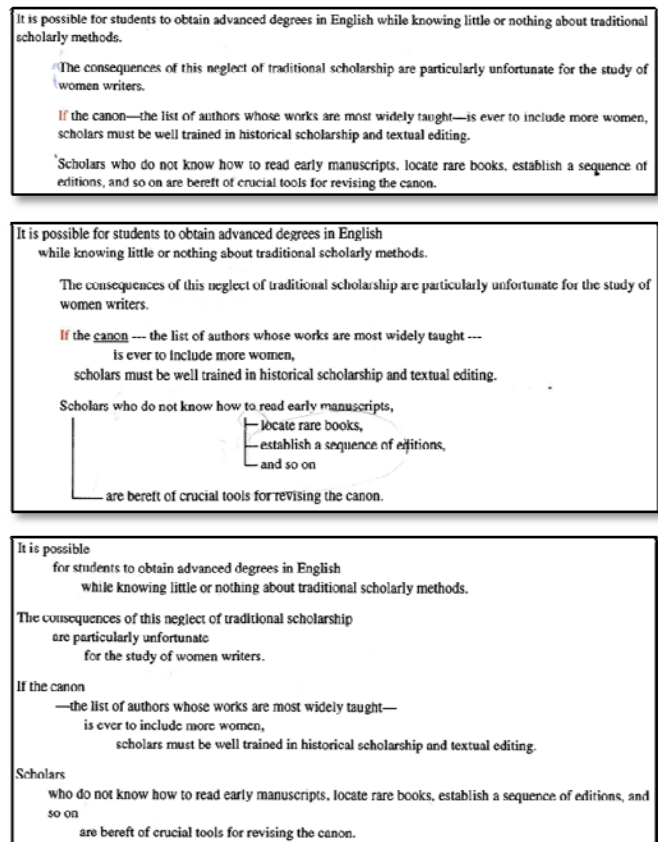 It is possible for students to obtain advanced degrees in English while knowing little or nothing about traditional
scholarly methods.
The consequences of this neglect of traditional scholarship are particularly unfortunate for the study of
women writers.
If the canon—the list of authors whose works are most widely taught—is ever to include more women,
scholars must be well trained in historical scholarship and textual editing.
Scholars who do not know how to read early manuscripts, locate rare books, establish a sequence of
editions, and so on are bereft of crucial tools for revising the canon.
It is possible for students to obtain advanced degrees in English
while knowing little or nothing about traditional scholarly methods.
The consequences of this neglect of traditional scholarship are particularly unfortunate for the study of
women writers.
If the canon --- the list of authors whose works are most widely taught ---
is ever to include more women,
scholars must be well trained in historical scholarship and textual editing.
Scholars who do not know how to read early manuscripts,
locate rare books,
establish a sequence of editions,
and so on
are bereft of crucial tools for revising the canon.
It is possible
for students to obtain advanced degrees in English
while knowing little or nothing about traditional scholarly methods.
The consequences of this neglect of traditional scholarship
are particularly unfortunate
for the study of women writers.
If the canon
—the list of authors whose works are most widely taught—
is ever to include more women,
scholars must be well trained in historical scholarship and textual editing.
Scholars
who do not know how to read early manuscripts, locate rare books, establish a sequence of editions, and
so on
are bereft of crucial tools for revising the canon.